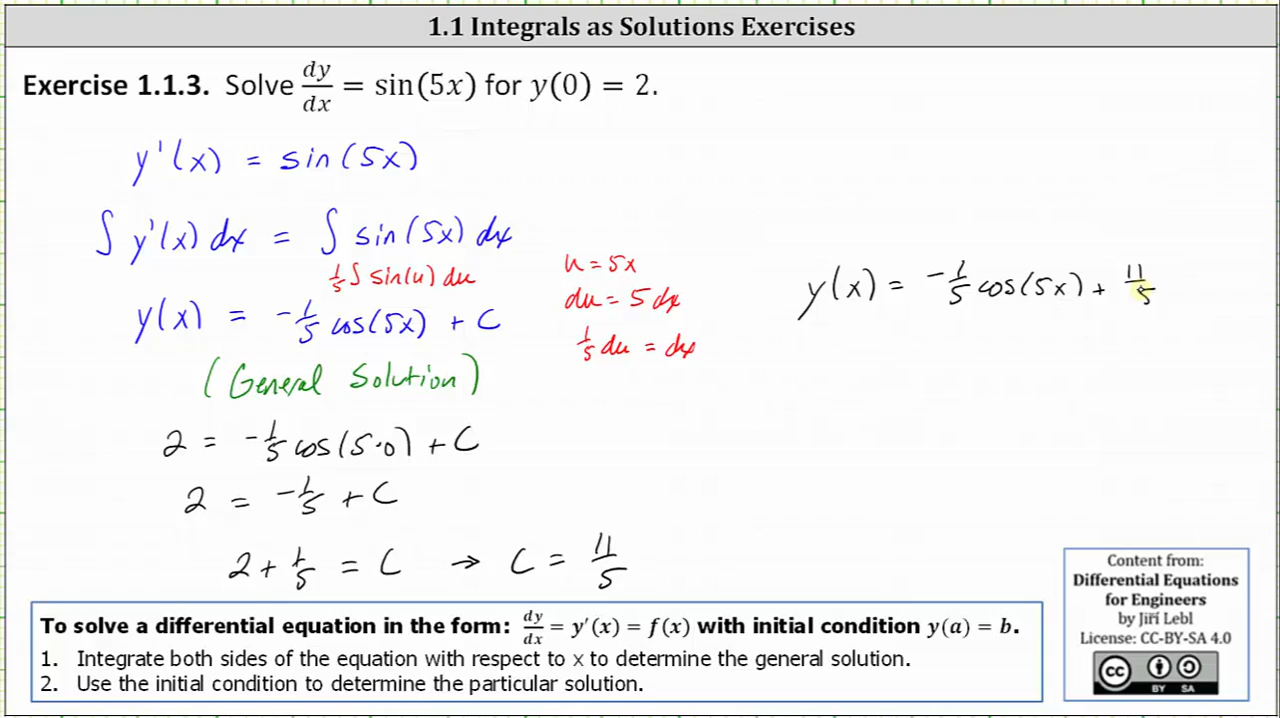 1.1 Integrals as Solutions Exercises
Exercise 1.1.3. Solve dy/dx = sin(5x) for y(0) = 2.
y'(x) = sin(5x)
∫ y'(x) dx = ∫ sin(5x) dx
1/5 ∫ sin(u) du
u = 5x
du = 5 dx
1/5 du = dx
y(x) = -1/5 cos(5x) + C
(General Solution)
2 = -1/5 cos(5·0) + C
2 = -1/5 + C
2 + 1/5 = C → C = 11/5
y(x) = -1/5 cos(5x) + 11/5
To solve a differential equation in the form: dy/dx = y′(x) = f(x) with initial condition y(a) = b.
1. Integrate both sides of the equation with respect to x to determine the general solution.
2. Use the initial condition to determine the particular solution.
Content from:
Differential Equations
for Engineers
by Jiří Lebl
License: CC-BY-SA 4.0
cc
BY SA